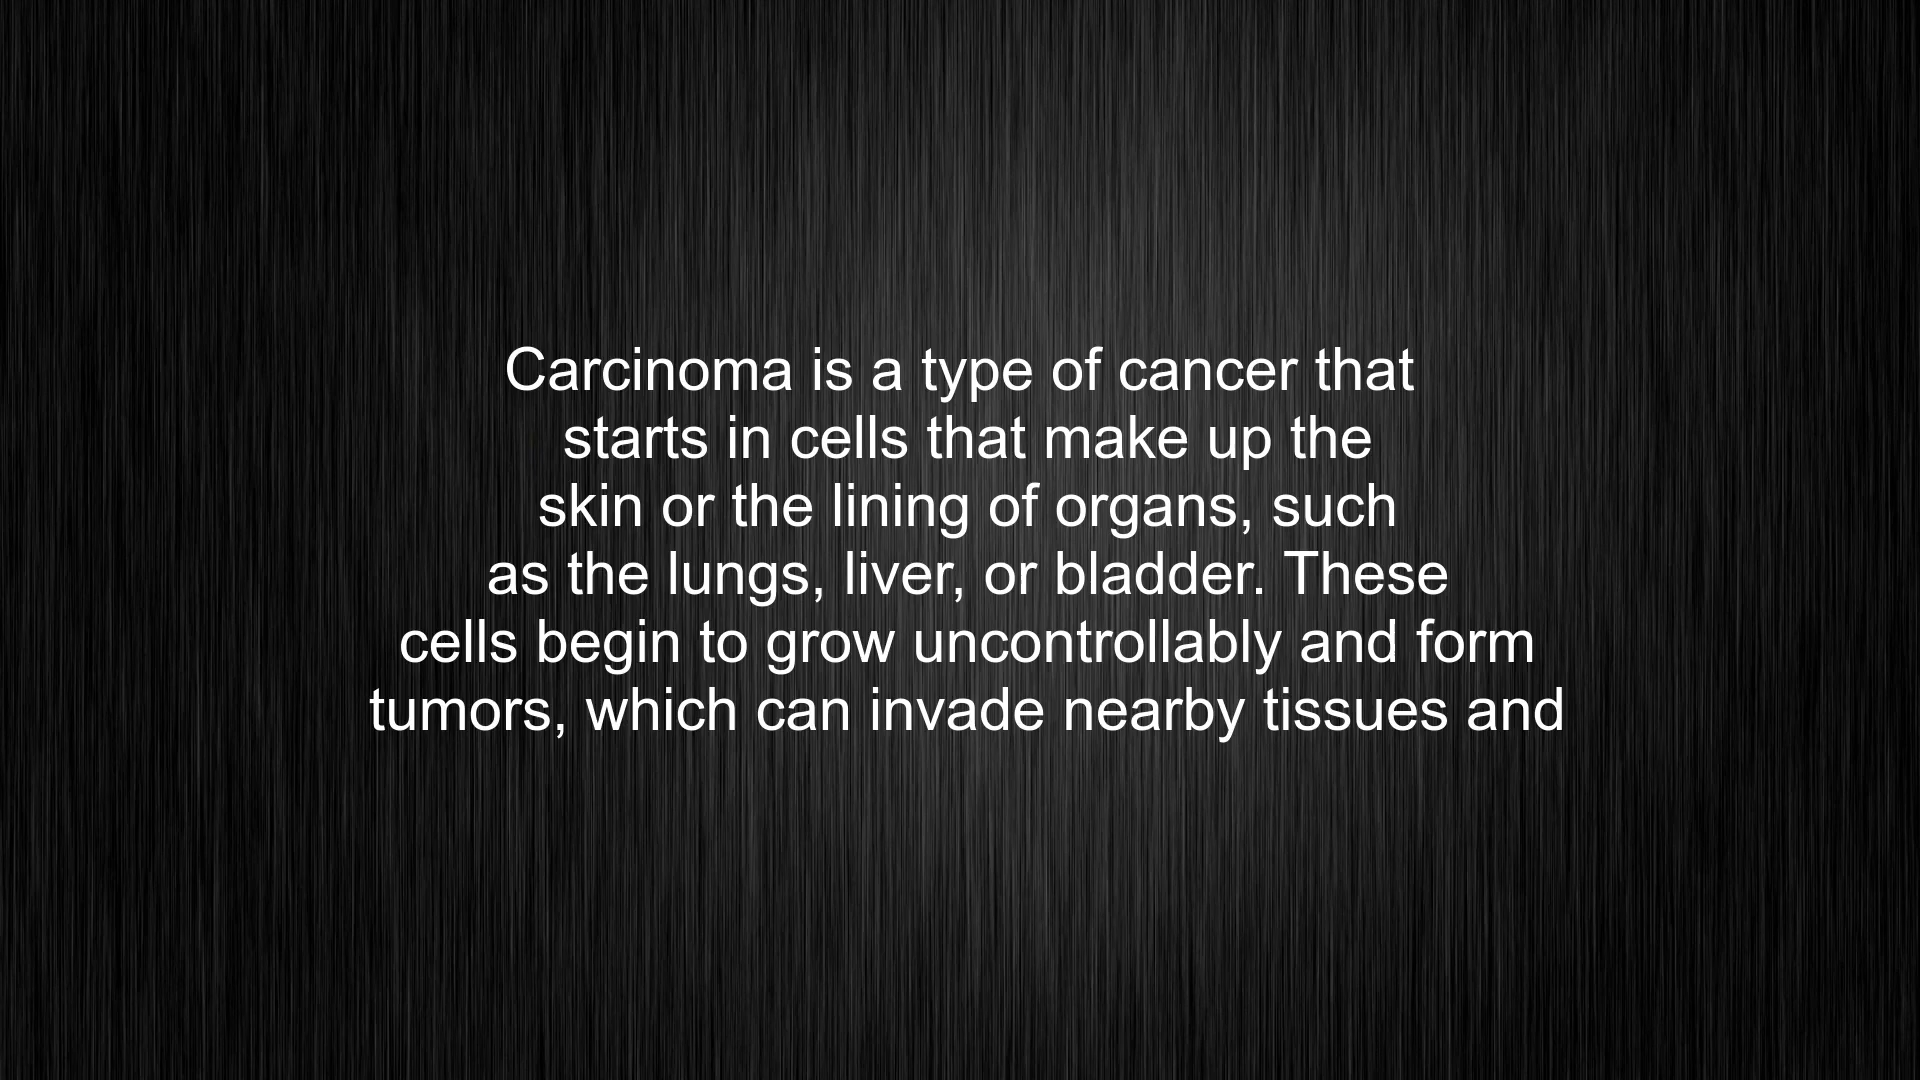 Carcinoma is a type of cancer that
starts in cells that make up the
skin or the lining of organs, such
as the lungs, liver, or bladder. These
cells begin to grow uncontrollably and form
tumors, which can invade nearby tissues and